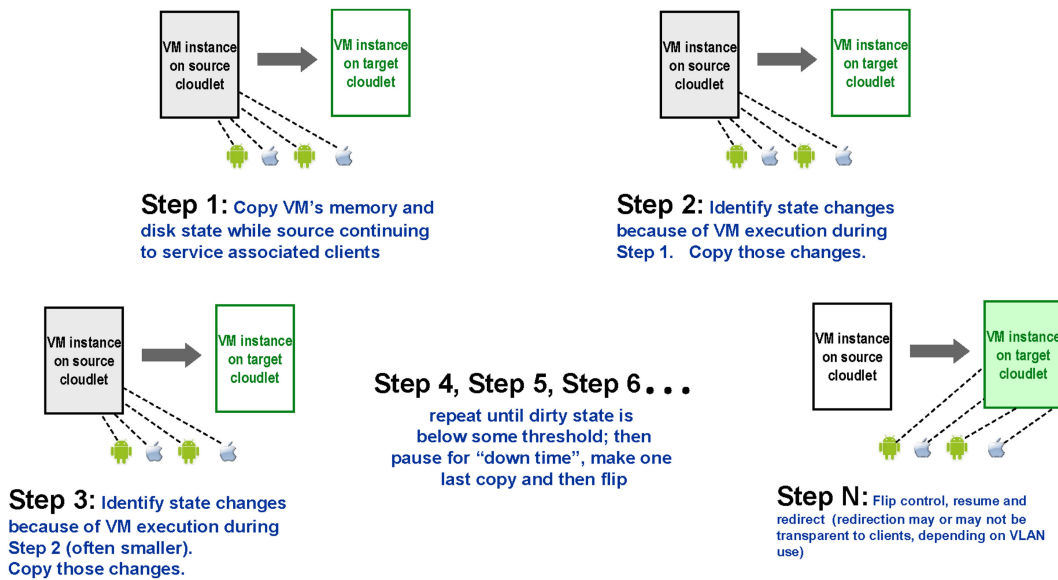 VM instance
on source
cloudlet
VM instance
on target
cloudlet
Step 1: Copy VM's memory and
disk state while source continuing
to service associated clients
VM instance
on source
cloudlet
VM instance
on target
cloudlet
Step 2: Identify state changes
because of VM execution during
Step 1. Copy those changes.
VM instance
on source
cloudlet
VM instance
on target
cloudlet
Step 3: Identify state changes
because of VM execution during
Step 2 (often smaller).
Copy those changes.
Step 4, Step 5, Step 6...
repeat until dirty state is
below some threshold; then
pause for “down time”, make one
last copy and then flip
VM instance
on source
cloudlet
VM instance
on target
cloudlet
Step N: Flip control, resume and
redirect (redirection may or may not be
transparent to clients, depending on VLAN
use)